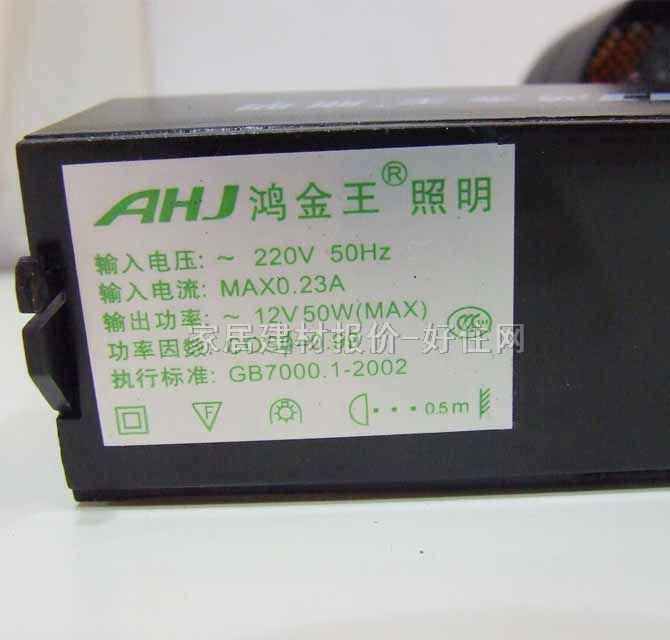 AHJ 鸿金王® 照明
输入电压: ~ 220V 50Hz
输入电流: MAX0.23A
输出功率: ~ 12V50W(MAX)
功率因数:
执行标准: GB7000.1-2002
F
0.5m
家居建材报价-好住网